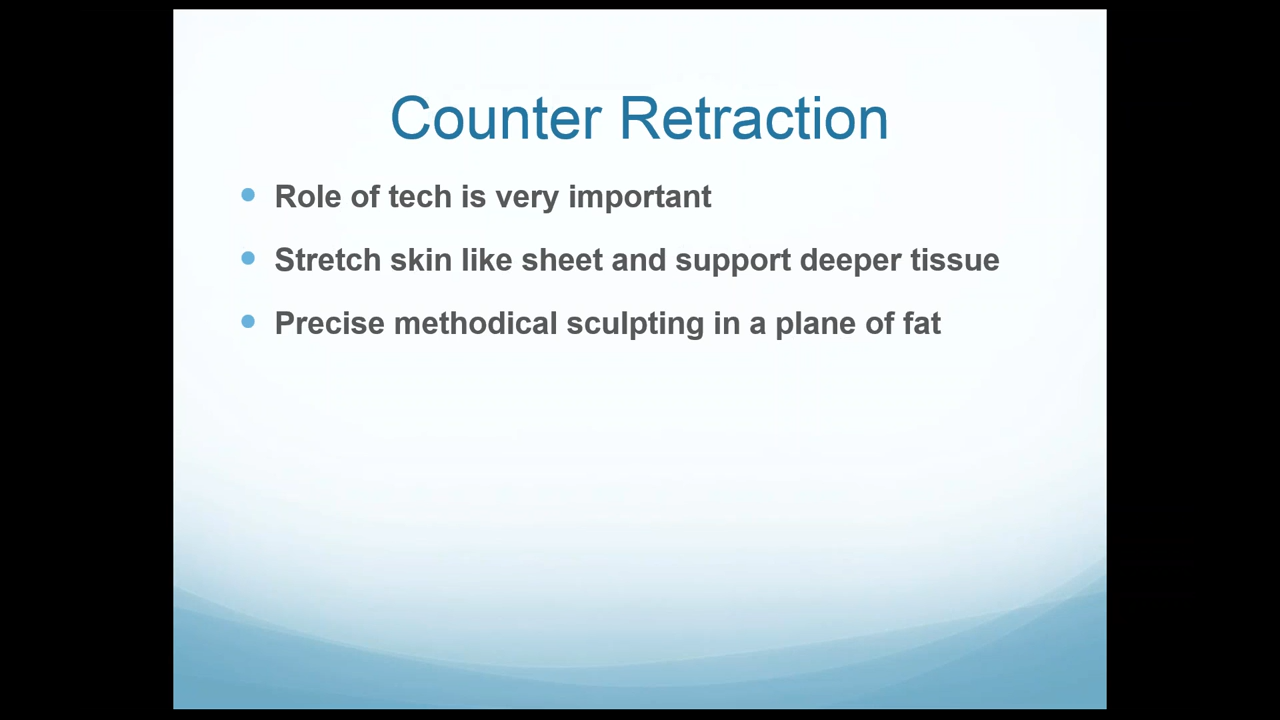 Counter Retraction
Role of tech is very important
Stretch skin like sheet and support deeper tissue
Precise methodical sculpting in a plane of fat